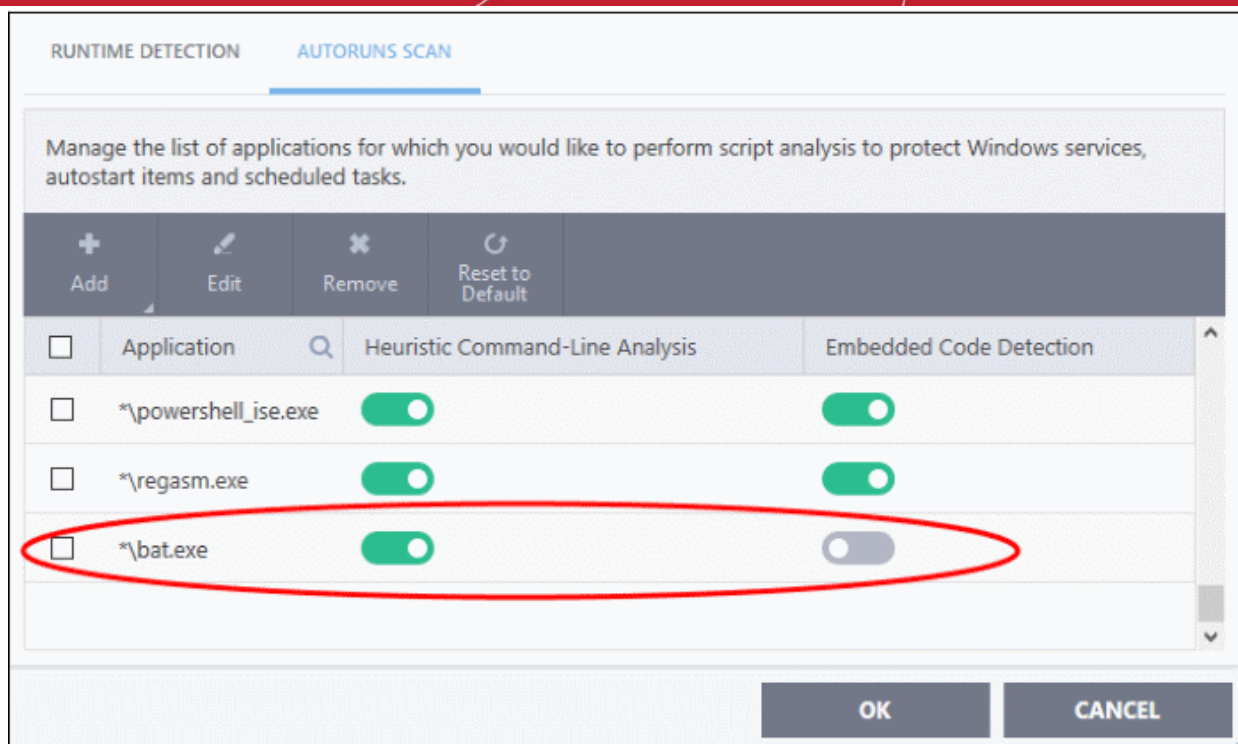 RUNTIME DETECTION AUTORUNS SCAN
Manage the list of applications for which you would like to perform script analysis to protect Windows services,
autostart items and scheduled tasks.
Add Edit Remove Reset to
Default
Application Heuristic Command-Line Analysis Embedded Code Detection
*\powershell_ise.exe
*\regasm.exe
*\bat.exe
OK CANCEL